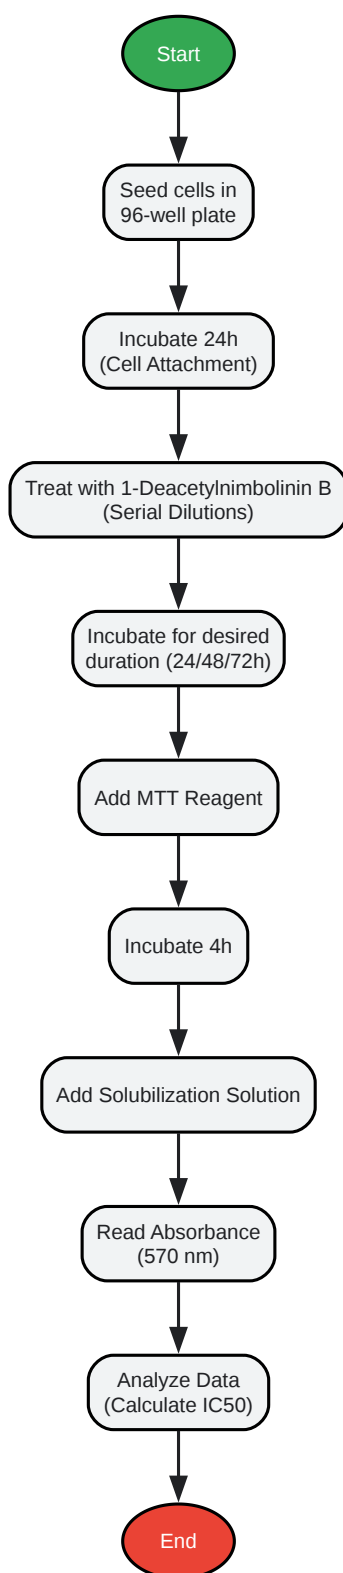 Start
Seed cells in
96-well plate
Incubate 24h
(Cell Attachment)
Treat with 1-Deacetylnimbolinin B
(Serial Dilutions)
Incubate for desired
duration (24/48/72h)
Add MTT Reagent
Incubate 4h
Add Solubilization Solution
Read Absorbance
(570 nm)
Analyze Data
(Calculate IC50)
End